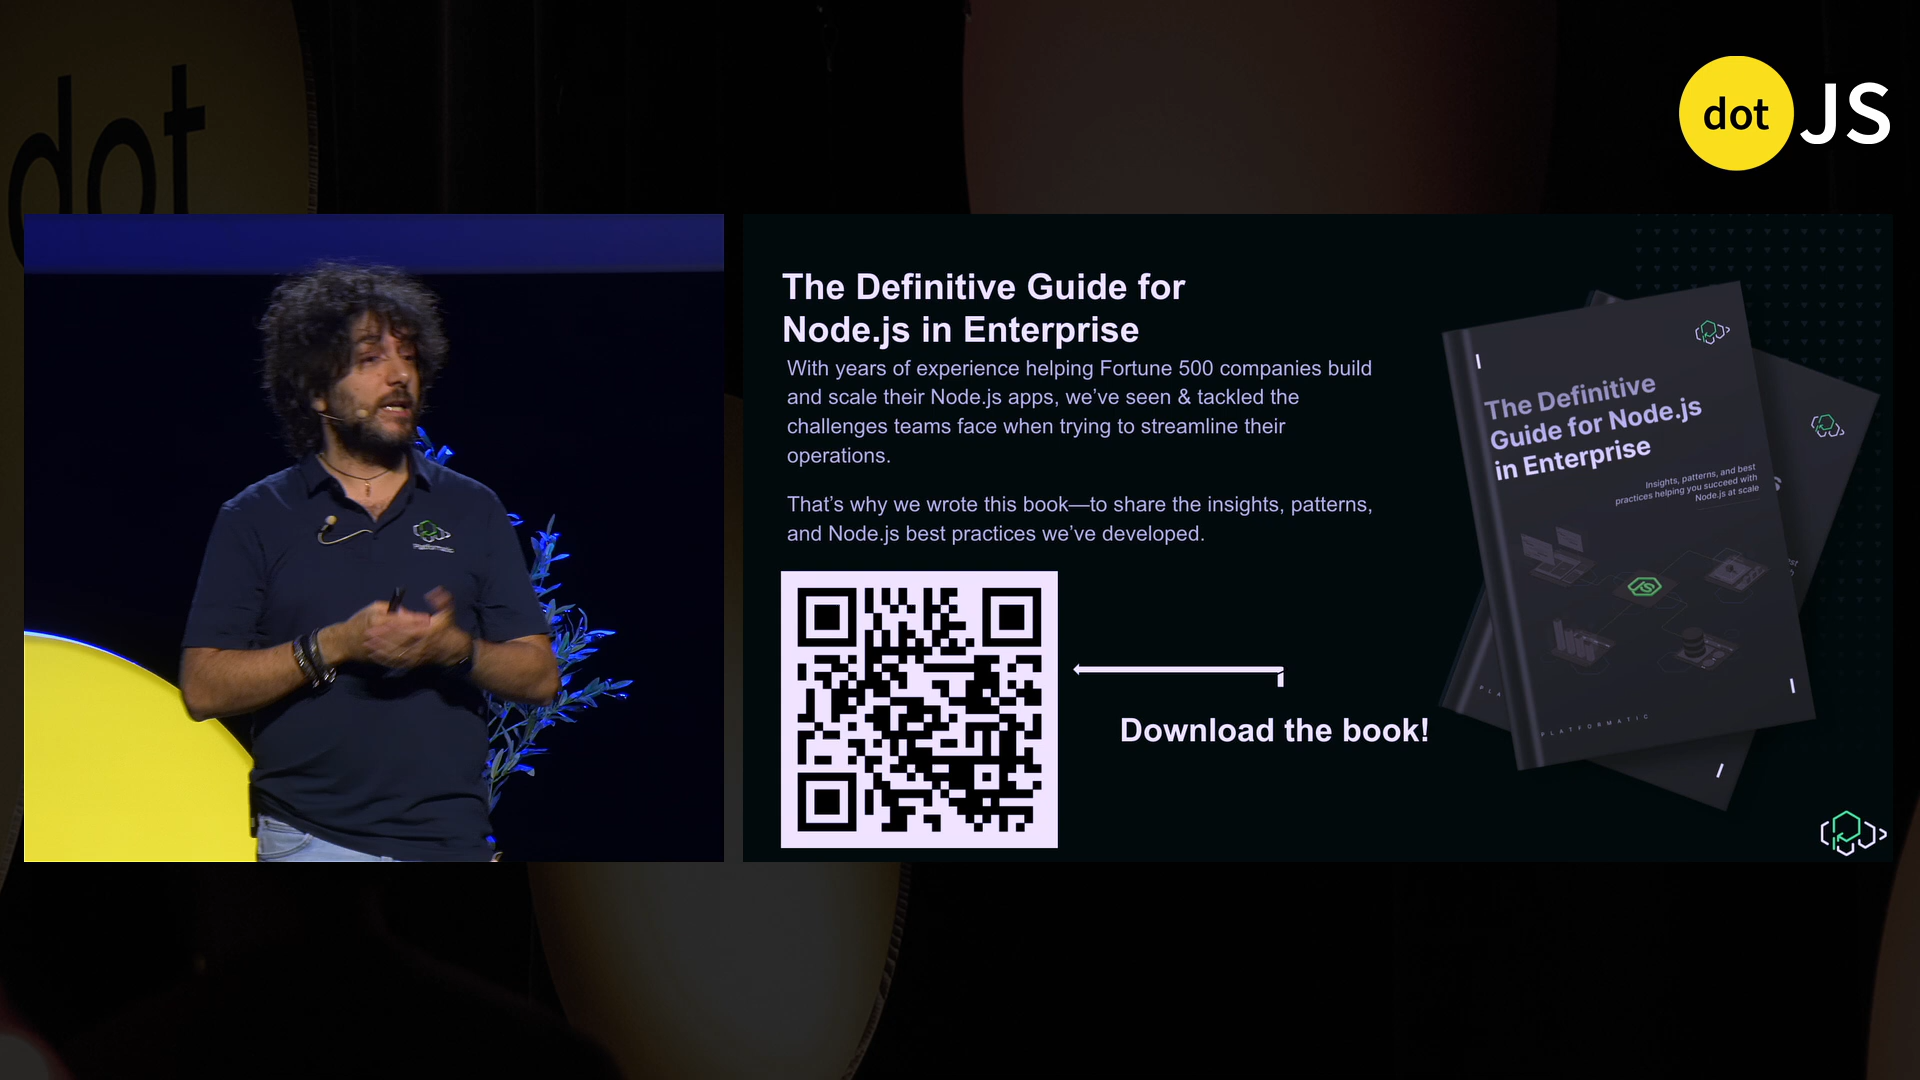 dot
dot JS
The Definitive Guide for
Node.js in Enterprise
With years of experience helping Fortune 500 companies build
and scale their Node.js apps, we’ve seen & tackled the
challenges teams face when trying to streamline their
operations.
That’s why we wrote this book—to share the insights, patterns,
and Node.js best practices we’ve developed.
Download the book!
The Definitive
Guide for Node.js
in Enterprise
Insights, patterns, and best
practices helping you succeed with
Node.js at scale
PLATFORMATIC
Platformatic